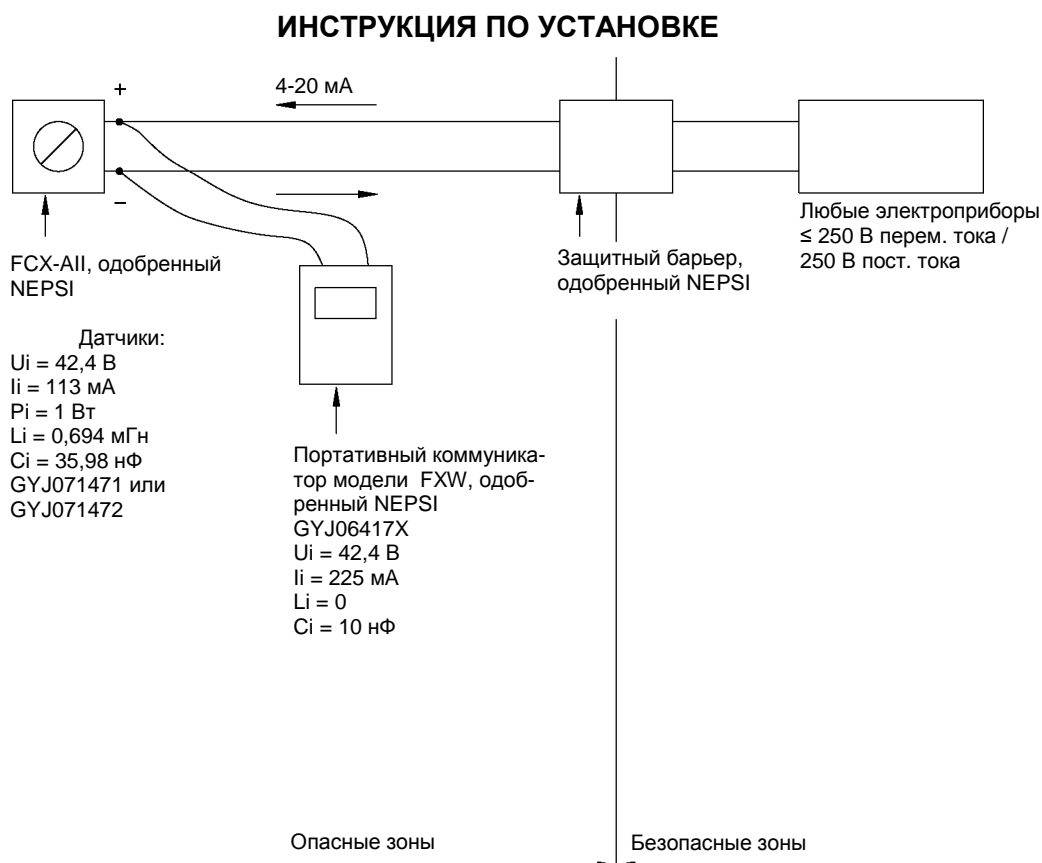 ИНСТРУКЦИЯ ПО УСТАНОВКЕ
+
4-20 мА
–
FCX-AII, одобренный
NEPSI
Датчики:
Ui = 42,4 В
Ii = 113 мА
Pi = 1 Вт
Li = 0,694 мГн
Ci = 35,98 нФ
GYJ071471 или
GYJ071472
Портативный коммуника-
тор модели FXW, одоб-
ренный NEPSI
GYJ06417X
Ui = 42,4 В
Ii = 225 мА
Li = 0
Ci = 10 нФ
Защитный барьер,
одобренный NEPSI
Любые электроприборы
≤ 250 В перем. тока /
250 В пост. тока
Опасные зоны
Безопасные зоны